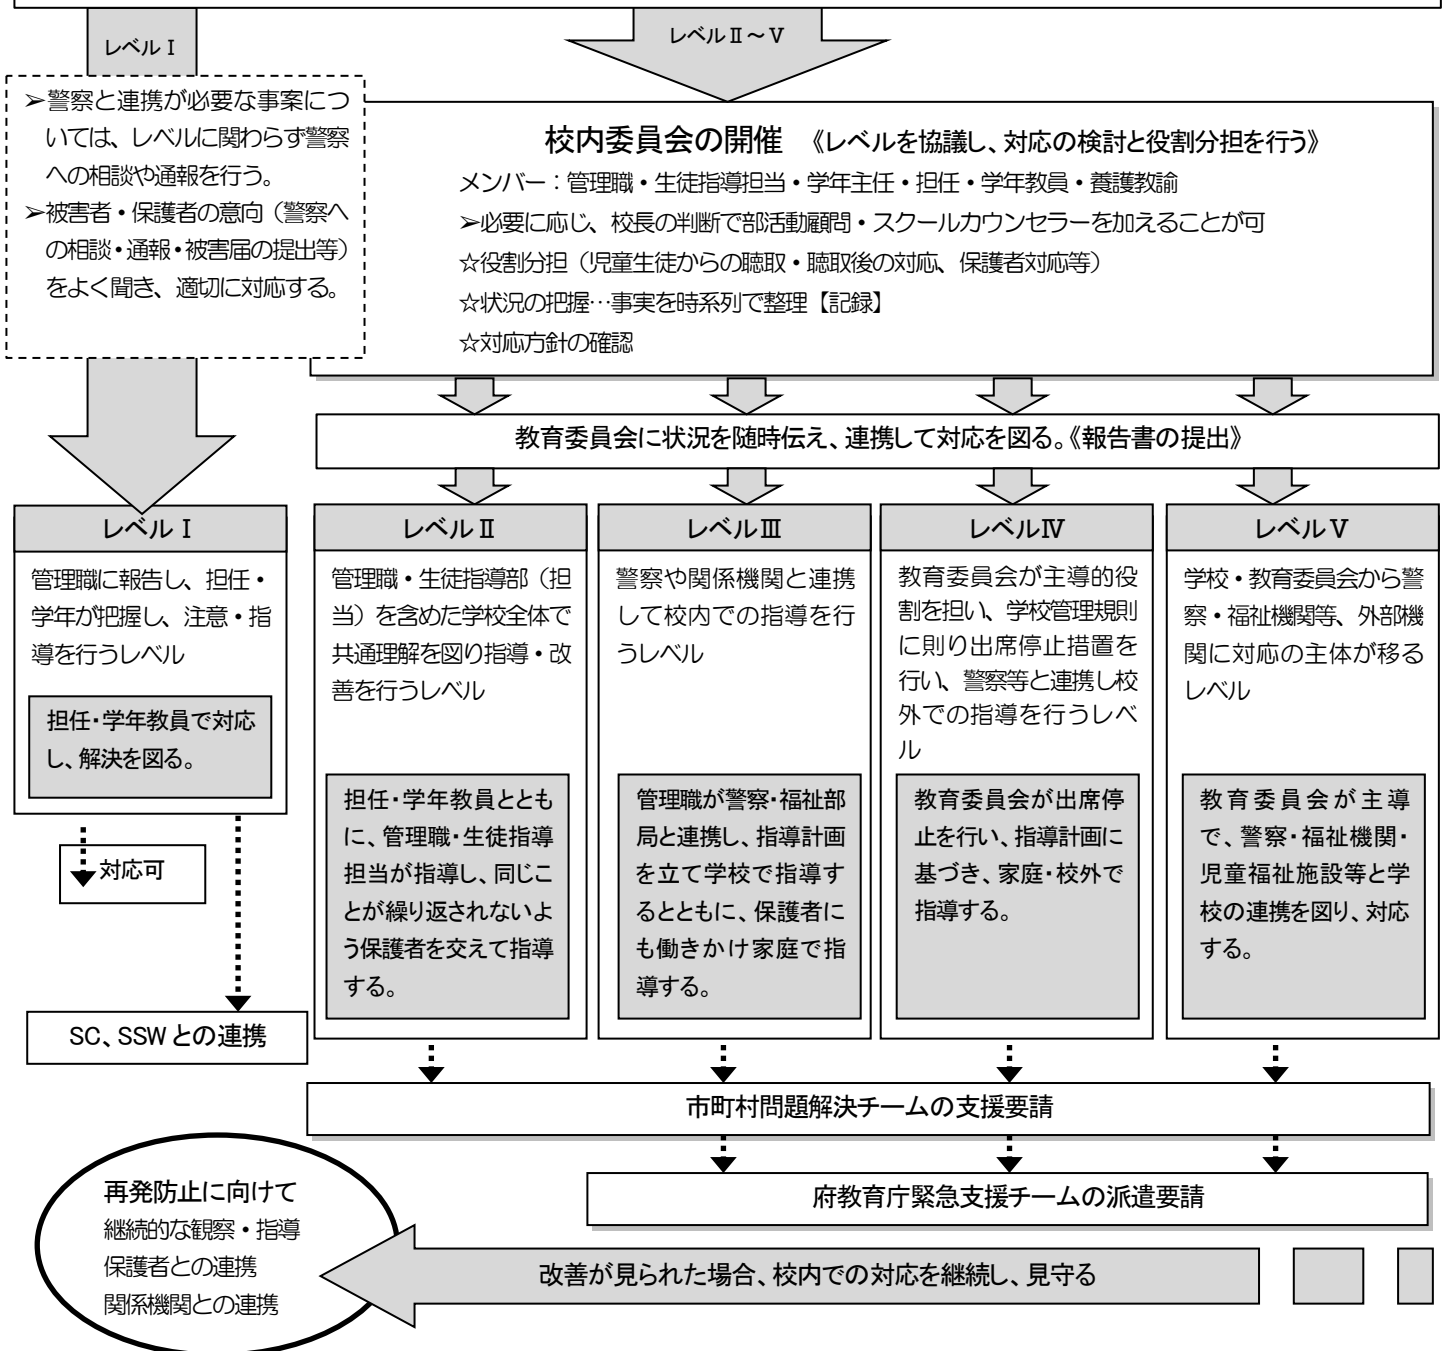 レベルⅠ
レベルⅡ～Ⅴ
➢警察と連携が必要な事案につ
いては、レベルに関わらず警察
への相談や通報を行う。
➢被害者・保護者の意向（警察へ
の相談・通報・被害届の提出等）
をよく聞き、適切に対応する。
校内委員会の開催　《レベルを協議し、対応の検討と役割分担を行う》
メンバー：管理職・生徒指導担当・学年主任・担任・学年教員・養護教諭
➢必要に応じ、校長の判断で部活動顧問・スクールカウンセラーを加えることが可
☆役割分担（児童生徒からの聴取・聴取後の対応、保護者対応等）
☆状況の把握…事実を時系列で整理【記録】
☆対応方針の確認
教育委員会に状況を随時伝え、連携して対応を図る。《報告書の提出》
レベルⅠ
管理職に報告し、担任・
学年が把握し、注意・指
導を行うレベル
担任・学年教員で対応
し、解決を図る。
対応可
SC、SSWとの連携
レベルⅡ
管理職・生徒指導部（担
当）を含めた学校全体で
共通理解を図り指導・改
善を行うレベル
担任・学年教員ととも
に、管理職・生徒指導
担当が指導し、同じこ
とが繰り返されないよ
う保護者を交えて指導
する。
レベルⅢ
警察や関係機関と連携
して校内での指導を行
うレベル
管理職が警察・福祉部
局と連携し、指導計画
を立て学校で指導す
るとともに、保護者に
も働きかけ家庭で指
導する。
レベルⅣ
教育委員会が主導的役
割を担い、学校管理規則
に則り出席停止措置を
行い、警察等と連携し校
外での指導を行うレベ
ル
教育委員会が出席停
止を行い、指導計画に
基づき、家庭・校外で
指導する。
レベルⅤ
学校・教育委員会から警
察・福祉機関等、外部機
関に対応の主体が移る
レベル
教育委員会が主導
で、警察・福祉機関・
児童福祉施設等と学
校の連携を図り、対応
する。
市町村問題解決チームの支援要請
府教育庁緊急支援チームの派遣要請
再発防止に向けて
継続的な観察・指導
保護者との連携
関係機関との連携
改善が見られた場合、校内での対応を継続し、見守る